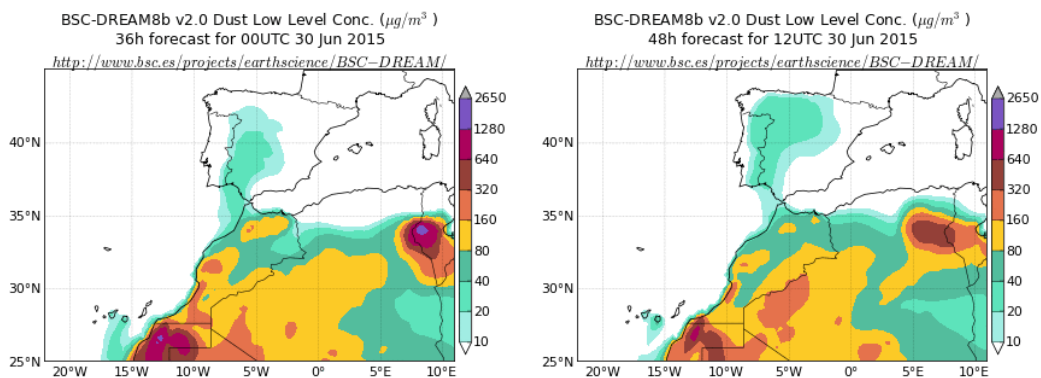 BSC-DREAM8b v2.0 Dust Low Level Conc. (μg/m³ )
36h forecast for 00UTC 30 Jun 2015
http://www.bsc.es/projects/earthscience/BSC−DREAM/
40°N
35°N
30°N
25°N
20°W 15°W 10°W 5°W 0°E 5°E 10°E
2650
1280
640
320
160
80
40
20
10
BSC-DREAM8b v2.0 Dust Low Level Conc. (μg/m³ )
48h forecast for 12UTC 30 Jun 2015
http://www.bsc.es/projects/earthscience/BSC−DREAM/
40°N
35°N
30°N
25°N
20°W 15°W 10°W 5°W 0°E 5°E 10°E
2650
1280
640
320
160
80
40
20
10